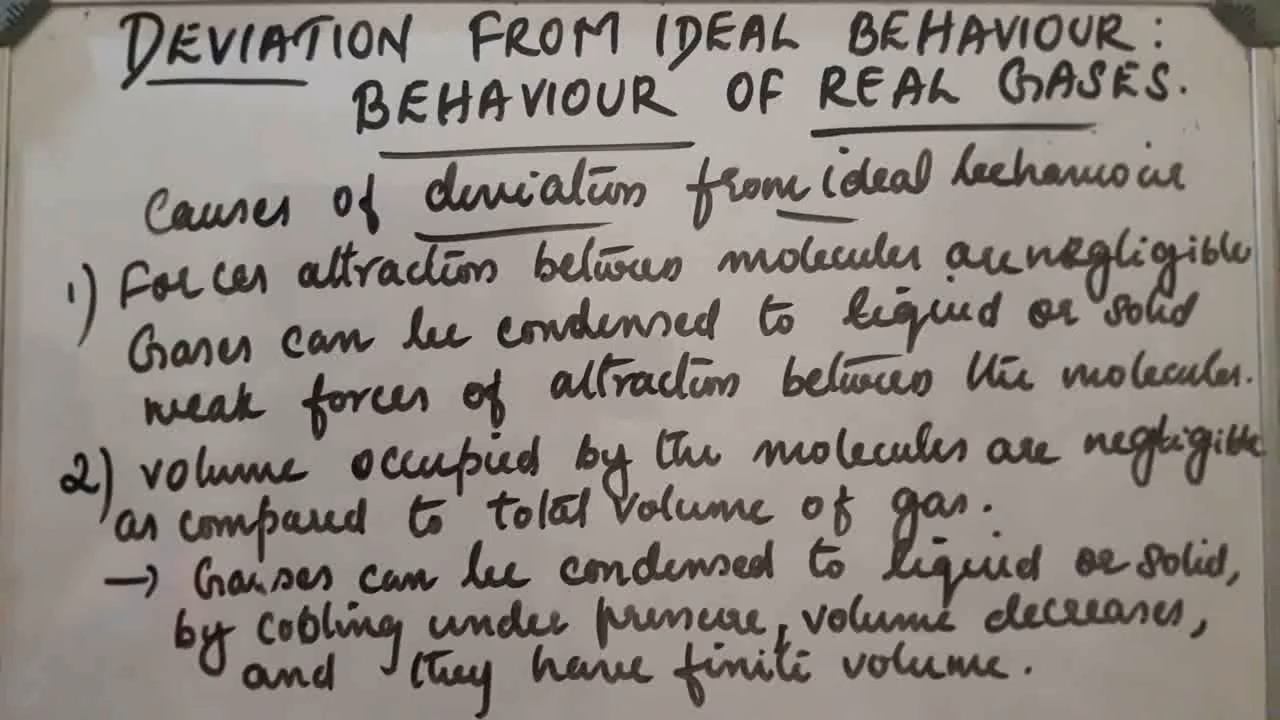 DEVIATION FROM IDEAL BEHAVIOUR:
BEHAVIOUR OF REAL GASES.
Causes of deviation from ideal behaviour
1) Forces attraction between molecules are negligible
Gases can be condensed to liquid or solid
weak forces of attraction between the molecules.
2) volume occupied by the molecules are negligible
as compared to total volume of gas.
→ Gauses can be condensed to liquid or solid,
by cooling under pressure, volume decreases,
and they have finite volume.